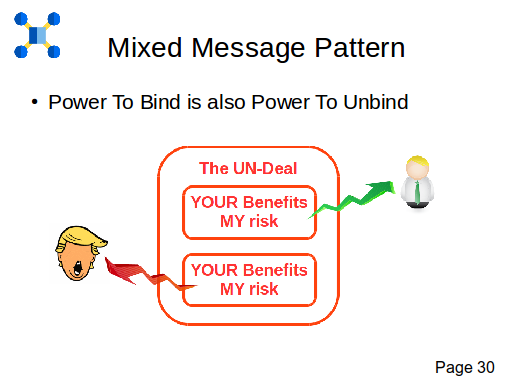 Mixed Message Pattern
• Power To Bind is also Power To Unbind
The UN-Deal
YOUR Benefits
MY risk
YOUR Benefits
MY risk
Page 30